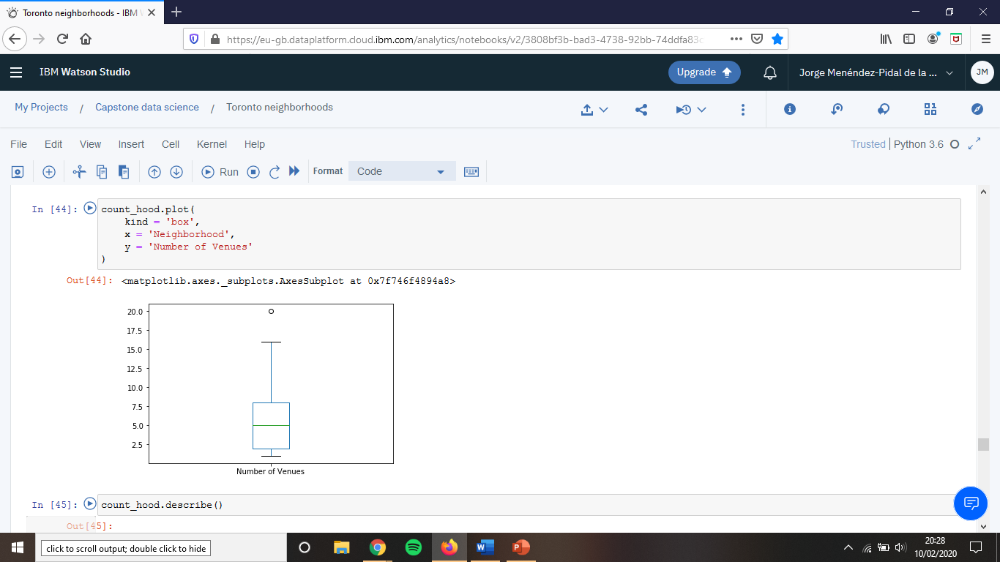 Toronto neighborhoods - IBM W
https://eu-gb.dataplatform.cloud.ibm.com/analytics/notebooks/v2/3808bf3b-bad3-4738-92bb-74ddfa83c
IBM Watson Studio
Upgrade
Jorge Menéndez-Pidal de la ...
JM
My Projects / Capstone data science / Toronto neighborhoods
File Edit View Insert Cell Kernel Help
Trusted | Python 3.6
Run
Format
Code
In [44]:
count_hood.plot(
kind = 'box',
x = 'Neighborhood',
y = 'Number of Venues'
)
Out[44]: <matplotlib.axes._subplots.AxesSubplot at 0x7f746f4894a8>
20.0
17.5
15.0
12.5
10.0
7.5
5.0
2.5
Number of Venues
In [45]: count_hood.describe()
Out[45]:
click to scroll output; double click to hide
20:28
10/02/2020